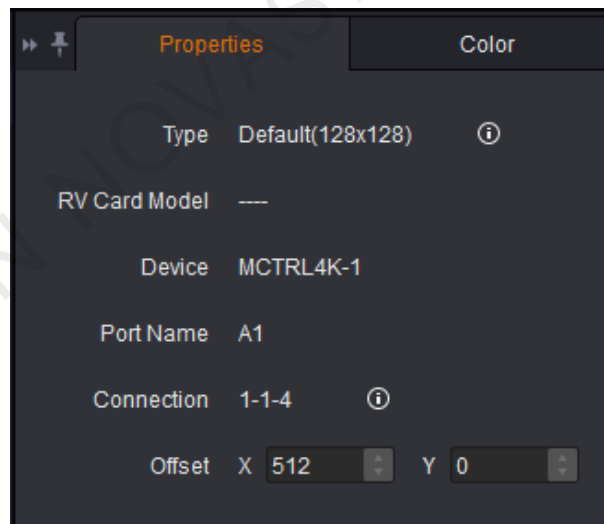 Properties Color
Type Default(128x128)
RV Card Model ----
Device MCTRL4K-1
Port Name A1
Connection 1-1-4
Offset X 512 Y 0